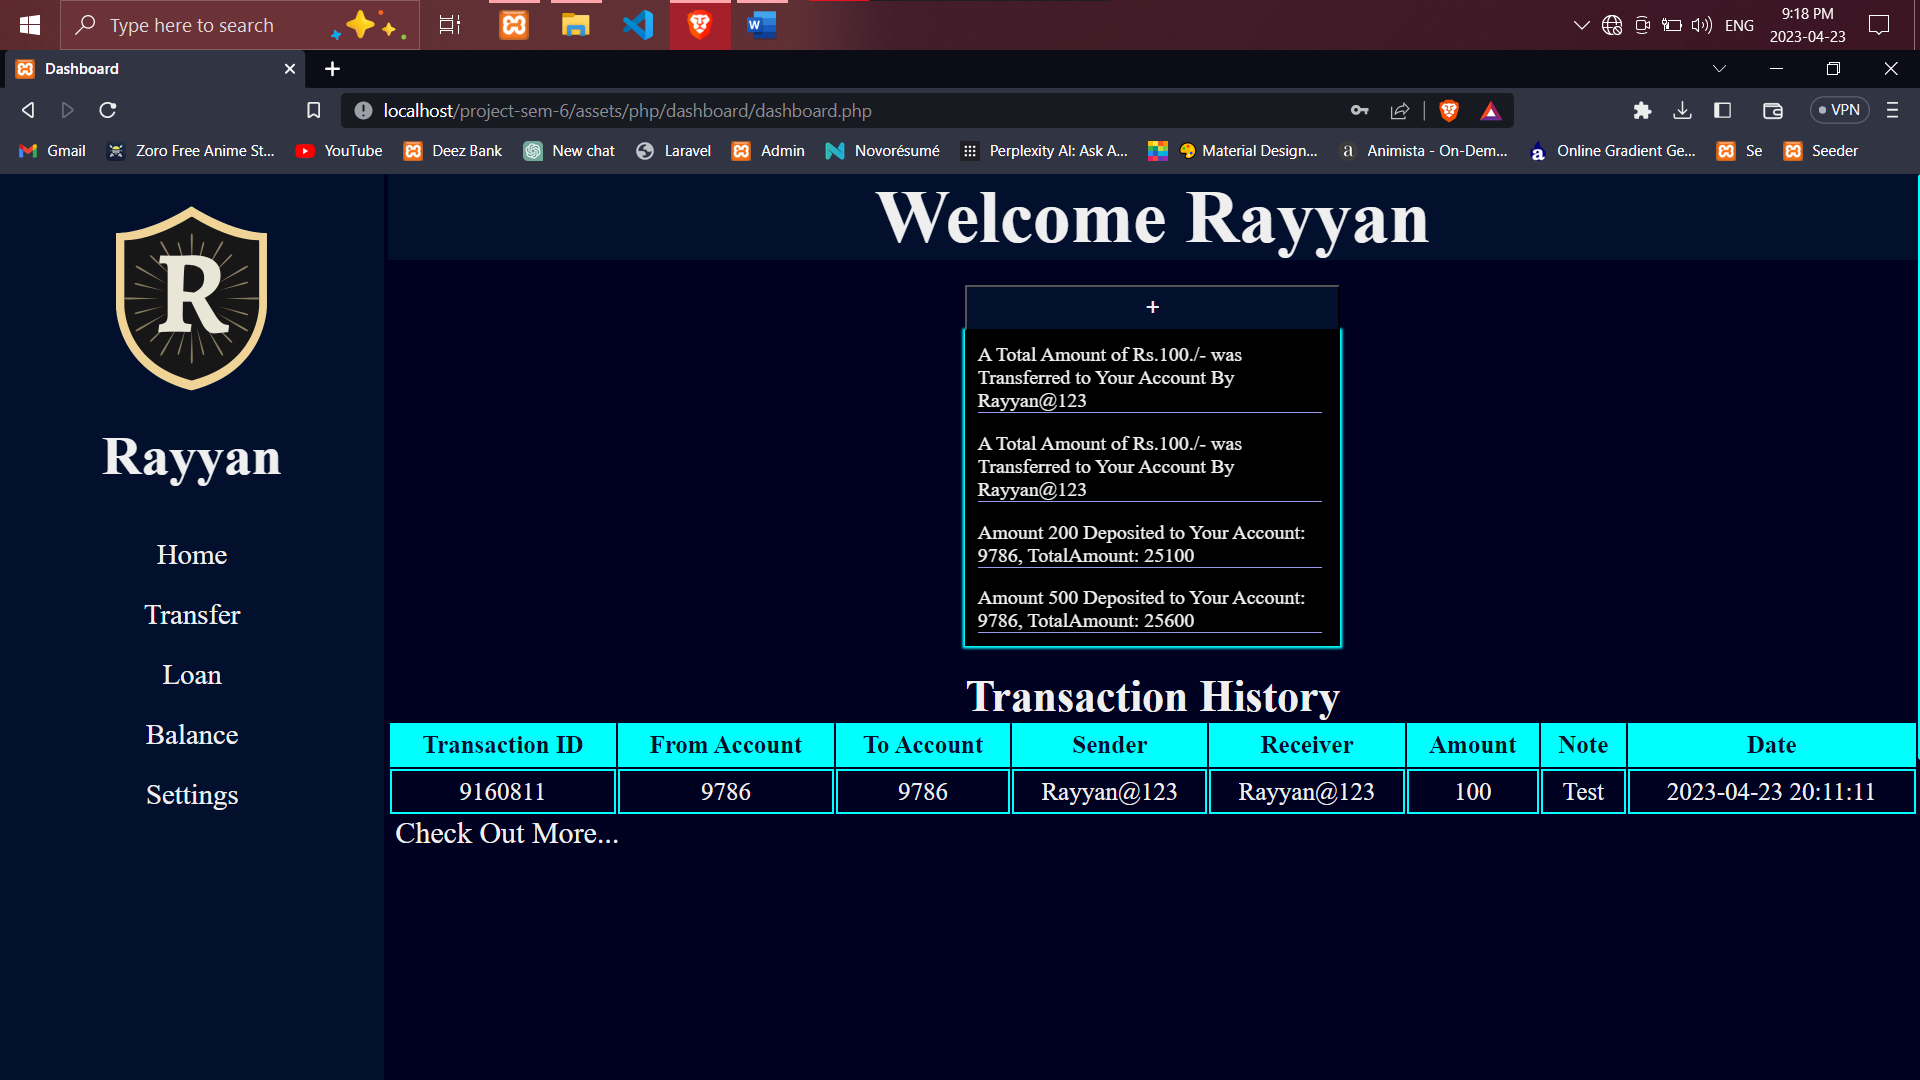 Type here to search
W
ENG
9:18 PM
2023-04-23
Dashboard
localhost/project-sem-6/assets/php/dashboard/dashboard.php
VPN
Gmail
Zoro Free Anime St...
YouTube
Deez Bank
New chat
Laravel
Admin
Novorésumé
Perplexity AI: Ask A...
Material Design...
a
Animista - On-Dem...
a
Online Gradient Ge...
Se
Seeder
R
Rayyan
Home
Transfer
Loan
Balance
Settings
Welcome Rayyan
+
A Total Amount of Rs.100./- was
Transferred to Your Account By
Rayyan@123
A Total Amount of Rs.100./- was
Transferred to Your Account By
Rayyan@123
Amount 200 Deposited to Your Account:
9786, TotalAmount: 25100
Amount 500 Deposited to Your Account:
9786, TotalAmount: 25600
Transaction History
Transaction ID From Account To Account Sender Receiver Amount Note Date
9160811 9786 9786 Rayyan@123 Rayyan@123 100 Test 2023-04-23 20:11:11
Check Out More...